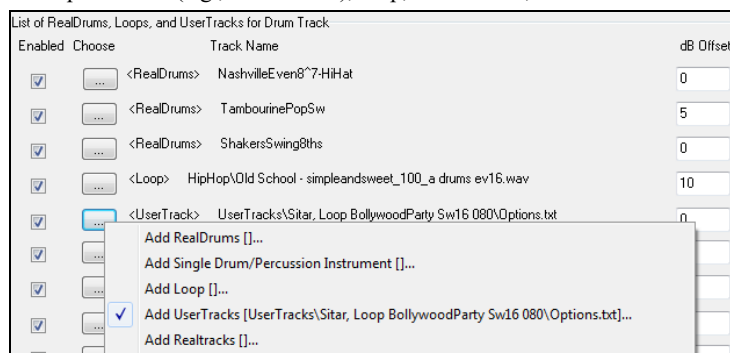 List of RealDrums, Loops, and UserTracks for Drum Track
Enabled Choose Track Name dB Offset
... <RealDrums> NashvilleEven8^7-HiHat 0
... <RealDrums> TambourinePopSw 5
... <RealDrums> ShakersSwing8ths 0
... <Loop> HipHop\Old School - simpleandsweet_100_a drums ev16.wav 10
... <UserTrack> UserTracks\Sitar, Loop BollywoodParty Sw16 080\Options.txt 0
Add RealDrums []...
Add Single Drum/Percussion Instrument []...
Add Loop []...
Add UserTracks [UserTracks\Sitar, Loop BollywoodParty Sw16 080\Options.txt]...
Add Realtracks []...